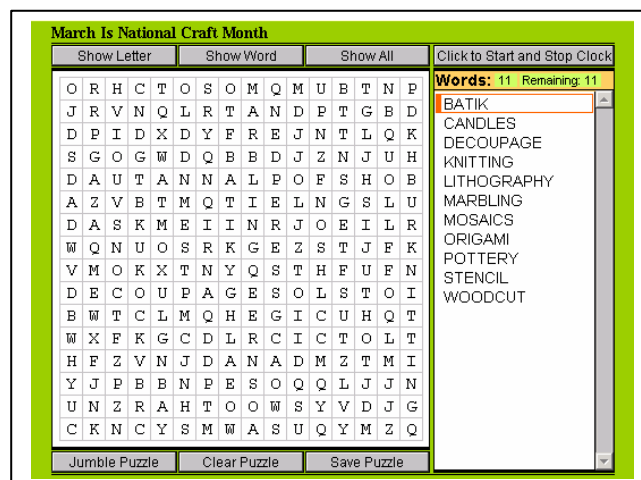 March Is National Craft Month
Show Letter Show Word Show All Click to Start and Stop Clock
Words: 11 Remaining: 11
O R H C T O S O M Q M U B T N P
J R V N Q L R T A N D P T G B D
D P I D X D Y F R E J N T L Q K
S G O G W D Q B B D J Z N J U H
D A U T A N N A L P O F S H O B
A Z V B T M Q T I E L N G S L U
D A S K M E I I N R J O E I L R
W Q N U O S R K G E Z S T J F K
V M O K X T N Y Q S T H F U F N
D E C O U P A G E S O L S T O I
B W T C L M Q H E G I C U H Q T
W X F K G C D L R C I C T O L T
H F Z V N J D A N A D M Z T M I
Y J P B B N P E S O Q Q L J J N
U N Z R A H T O O W S Y V D J G
C K N C Y S M W A S U Q Y M Z Q
BATIK
CANDLES
DECOUPAGE
KNITTING
LITHOGRAPHY
MARBLING
MOSAICS
ORIGAMI
POTTERY
STENCIL
WOODCUT
Jumble Puzzle Clear Puzzle Save Puzzle